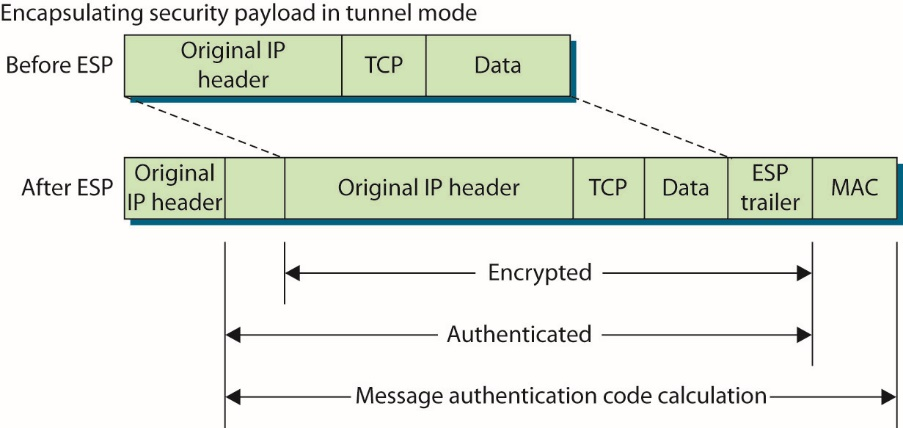 Encapsulating security payload in tunnel mode
Before ESP
Original IP
header
TCP
Data
After ESP
Original
IP header
Original IP header
TCP
Data
ESP
trailer
MAC
Encrypted
Authenticated
Message authentication code calculation